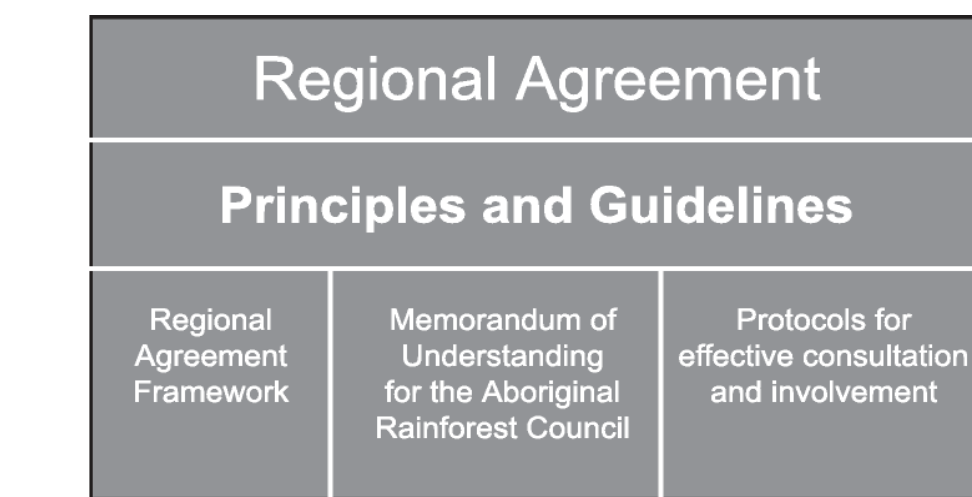 Regional Agreement
Principles and Guidelines
Regional
Agreement
Framework
Memorandum of
Understanding
for the Aboriginal
Rainforest Council
Protocols for
effective consultation
and involvement